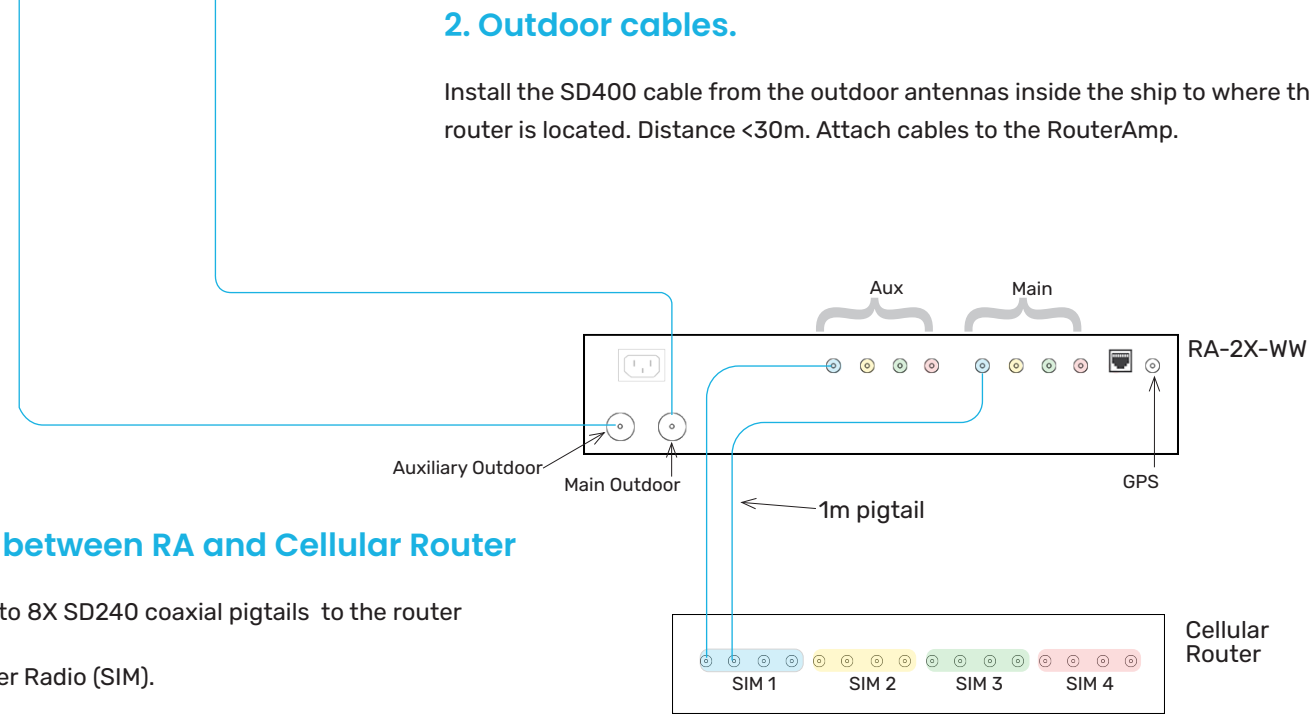 2. Outdoor cables.
Install the SD400 cable from the outdoor antennas inside the ship to where th
router is located. Distance <30m. Attach cables to the RouterAmp.
Aux
Main
RA-2X-WW
Auxiliary Outdoor
Main Outdoor
GPS
1m pigtail
between RA and Cellular Router
to 8X SD240 coaxial pigtails to the router
er Radio (SIM).
Cellular
Router
SIM 1
SIM 2
SIM 3
SIM 4